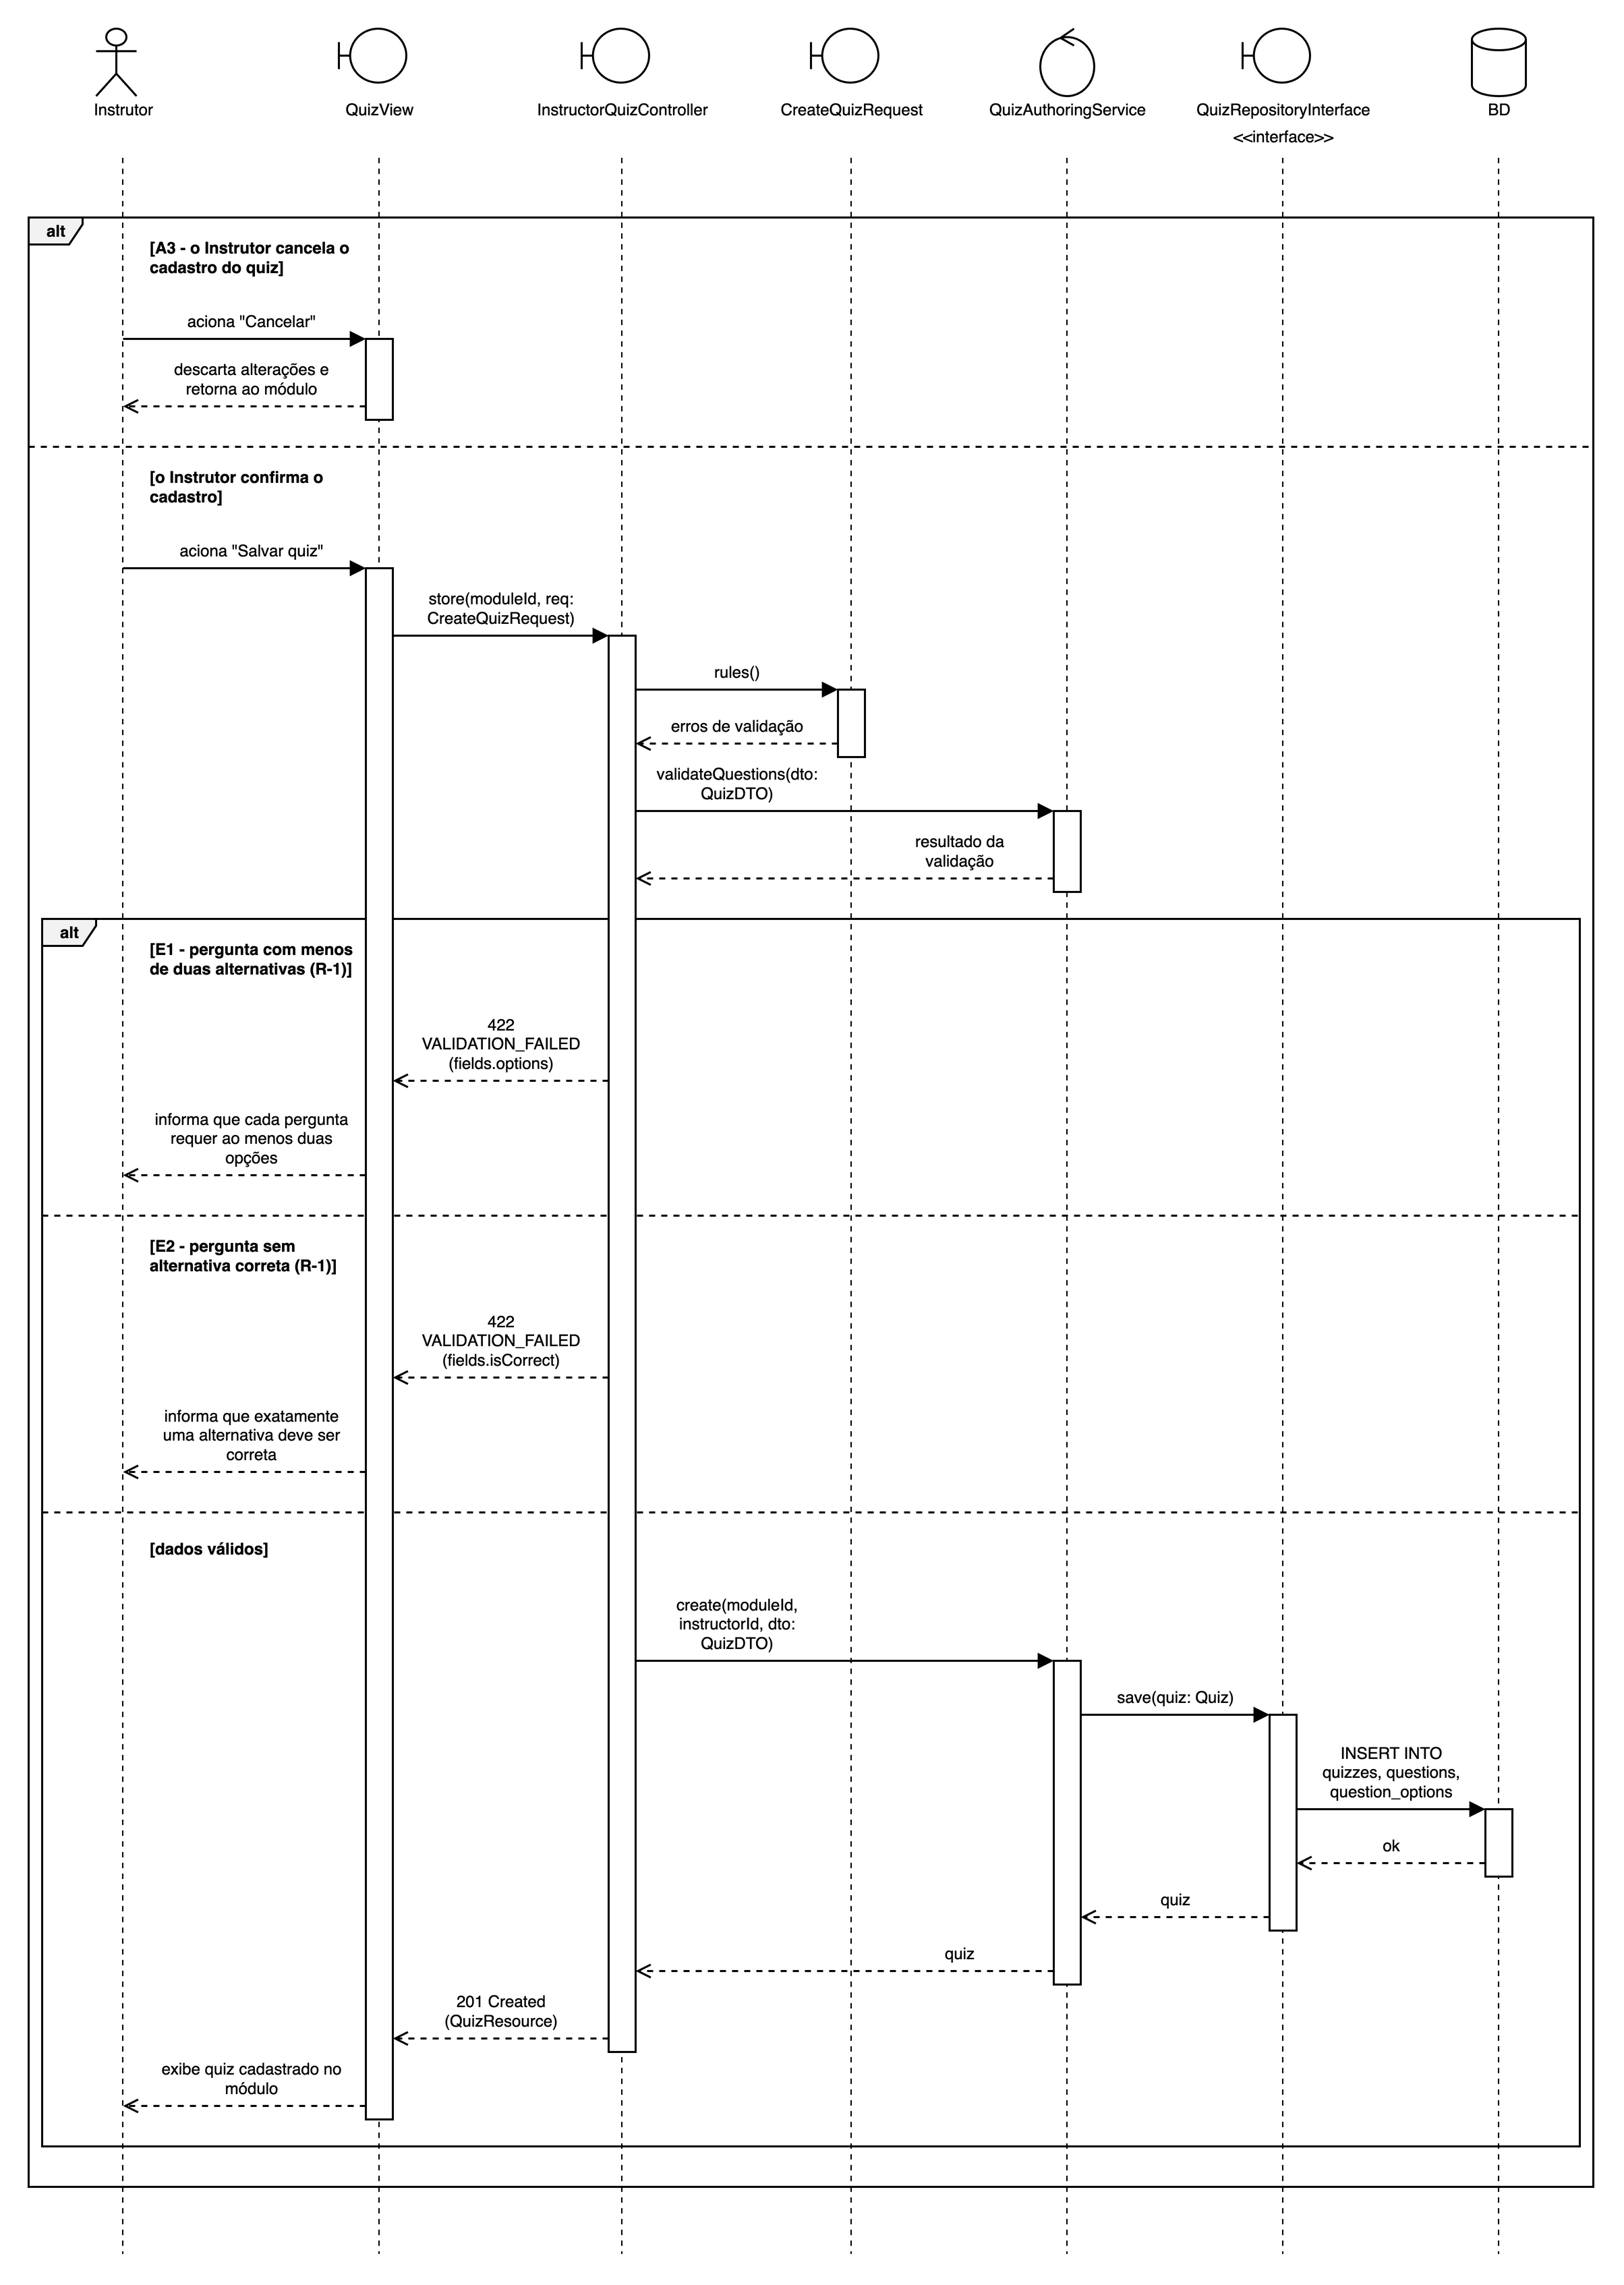 Instrutor
QuizView
InstructorQuizController
CreateQuizRequest
QuizAuthoringService
QuizRepositoryInterface
<<interface>>
BD
alt
[A3 - o Instrutor cancela o
cadastro do quiz]
aciona "Cancelar"
descarta alterações e
retorna ao módulo
[o Instrutor confirma o
cadastro]
aciona "Salvar quiz"
store(moduleId, req:
CreateQuizRequest)
rules()
erros de validação
validateQuestions(dto:
QuizDTO)
resultado da
validação
alt
[E1 - pergunta com menos
de duas alternativas (R-1)]
422
VALIDATION_FAILED
(fields.options)
informa que cada pergunta
requer ao menos duas
opções
[E2 - pergunta sem
alternativa correta (R-1)]
422
VALIDATION_FAILED
(fields.isCorrect)
informa que exatamente
uma alternativa deve ser
correta
[dados válidos]
create(moduleId,
instructorId, dto:
QuizDTO)
save(quiz: Quiz)
INSERT INTO
quizzes, questions,
question_options
ok
quiz
quiz
201 Created
(QuizResource)
exibe quiz cadastrado no
módulo